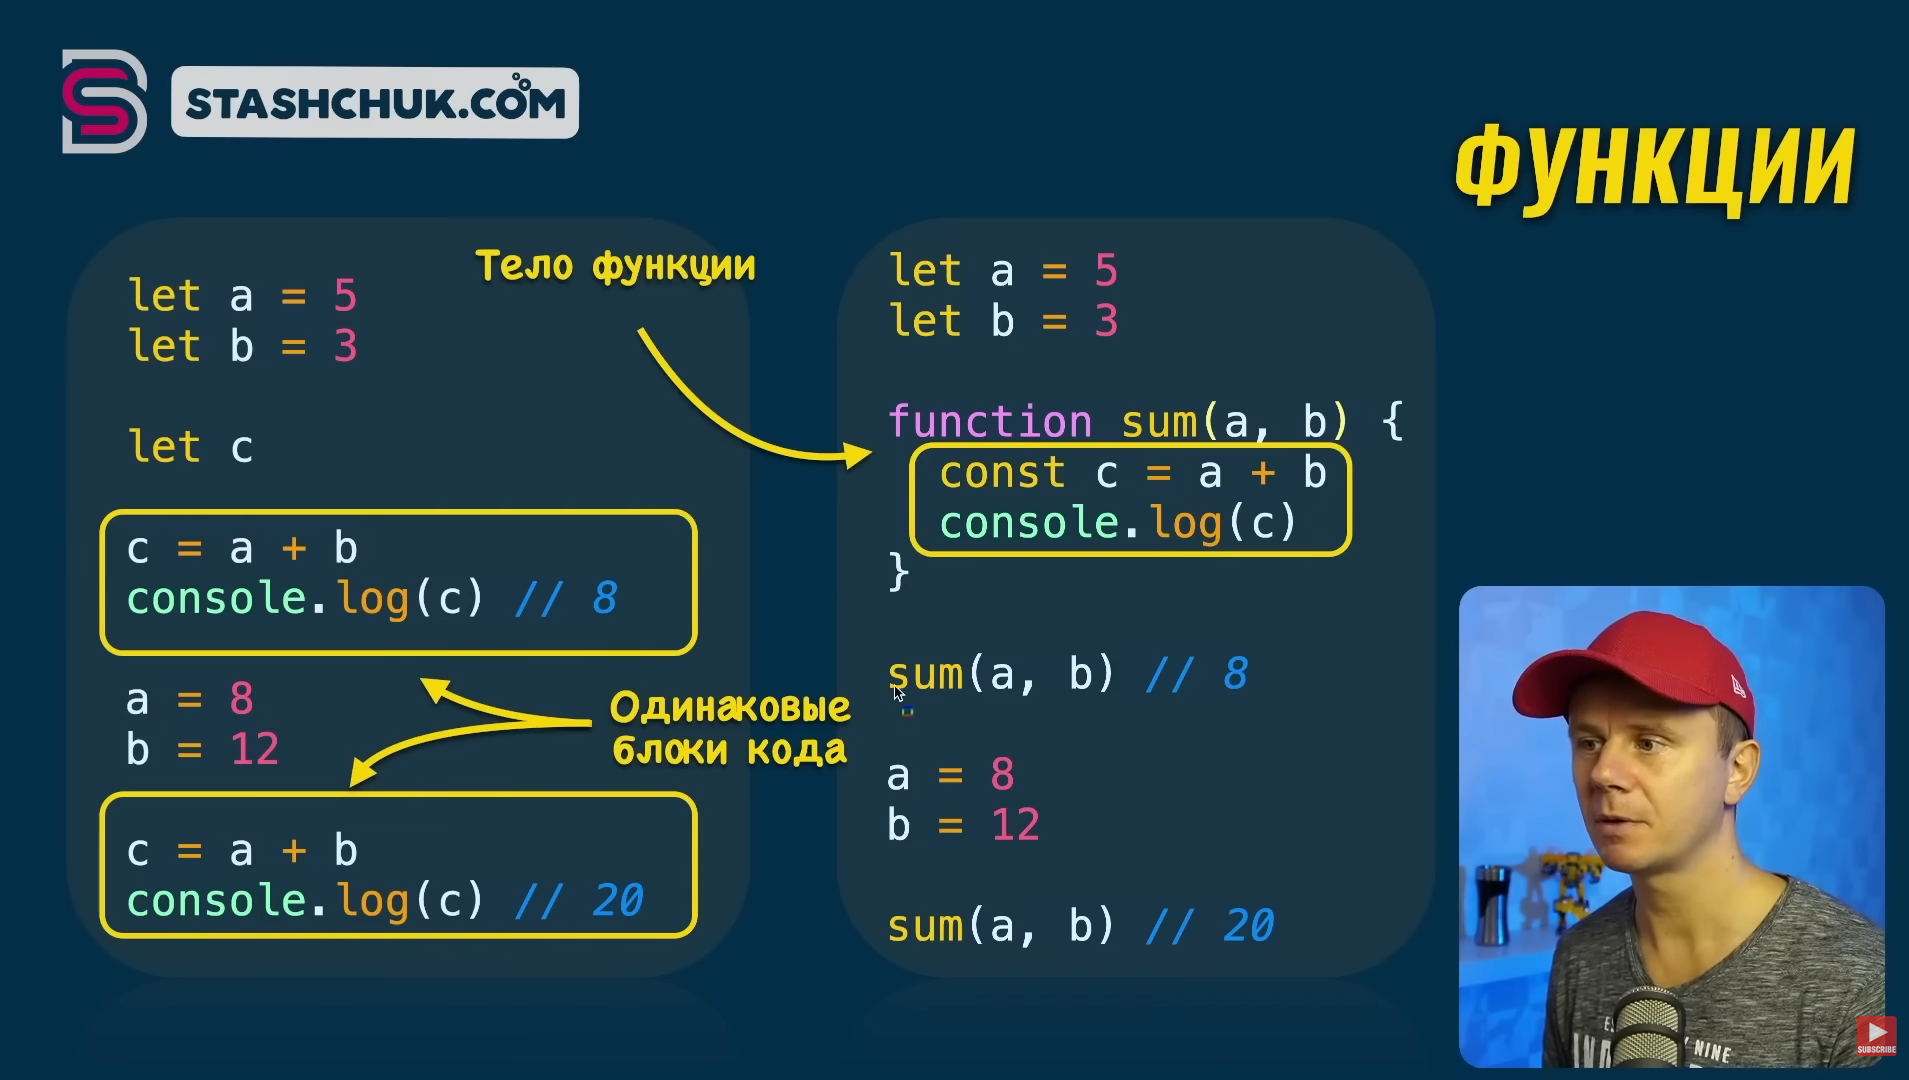 STASHCHUK.COM
ФУНКЦИИ
let a = 5
let b = 3
let c
c = a + b
console.log(c) // 8
a = 8
b = 12
c = a + b
console.log(c) // 20
Тело функции
Одинаковые
блоки кода
let a = 5
let b = 3
function sum(a, b) {
const c = a + b
console.log(c)
}
sum(a, b) // 8
a = 8
b = 12
sum(a, b) // 20
NINE
SUBSCRIBE